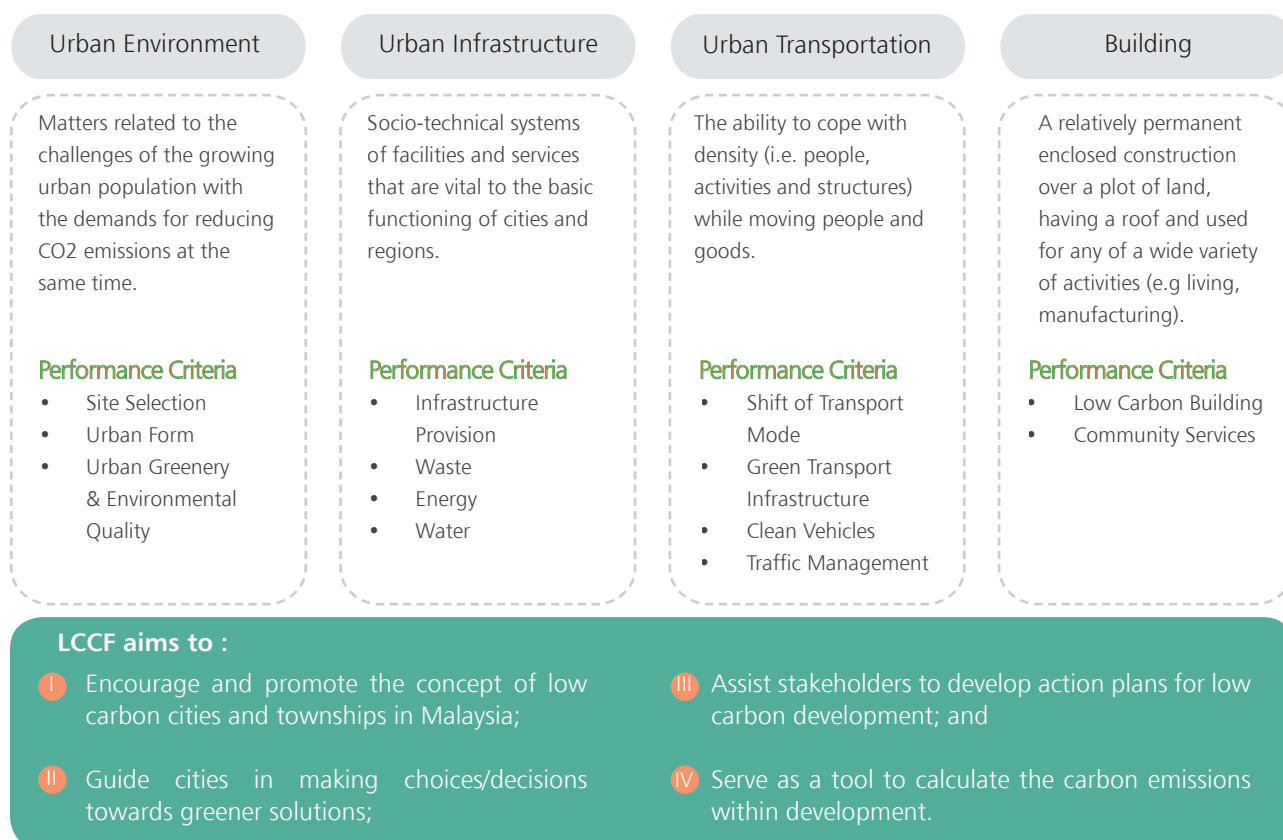 Urban Environment
Matters related to the
challenges of the growing
urban population with
the demands for reducing
CO2 emissions at the
same time.
Performance Criteria
• Site Selection
• Urban Form
• Urban Greenery
& Environmental
Quality
Urban Infrastructure
Socio-technical systems
of facilities and services
that are vital to the basic
functioning of cities and
regions.
Performance Criteria
• Infrastructure
Provision
• Waste
• Energy
• Water
Urban Transportation
The ability to cope with
density (i.e. people,
activities and structures)
while moving people and
goods.
Performance Criteria
• Shift of Transport
Mode
• Green Transport
Infrastructure
• Clean Vehicles
• Traffic Management
Building
A relatively permanent
enclosed construction
over a plot of land,
having a roof and used
for any of a wide variety
of activities (e.g living,
manufacturing).
Performance Criteria
• Low Carbon Building
• Community Services
LCCF aims to :
I Encourage and promote the concept of low
carbon cities and townships in Malaysia;
II Guide cities in making choices/decisions
towards greener solutions;
III Assist stakeholders to develop action plans for low
carbon development; and
IV Serve as a tool to calculate the carbon emissions
within development.